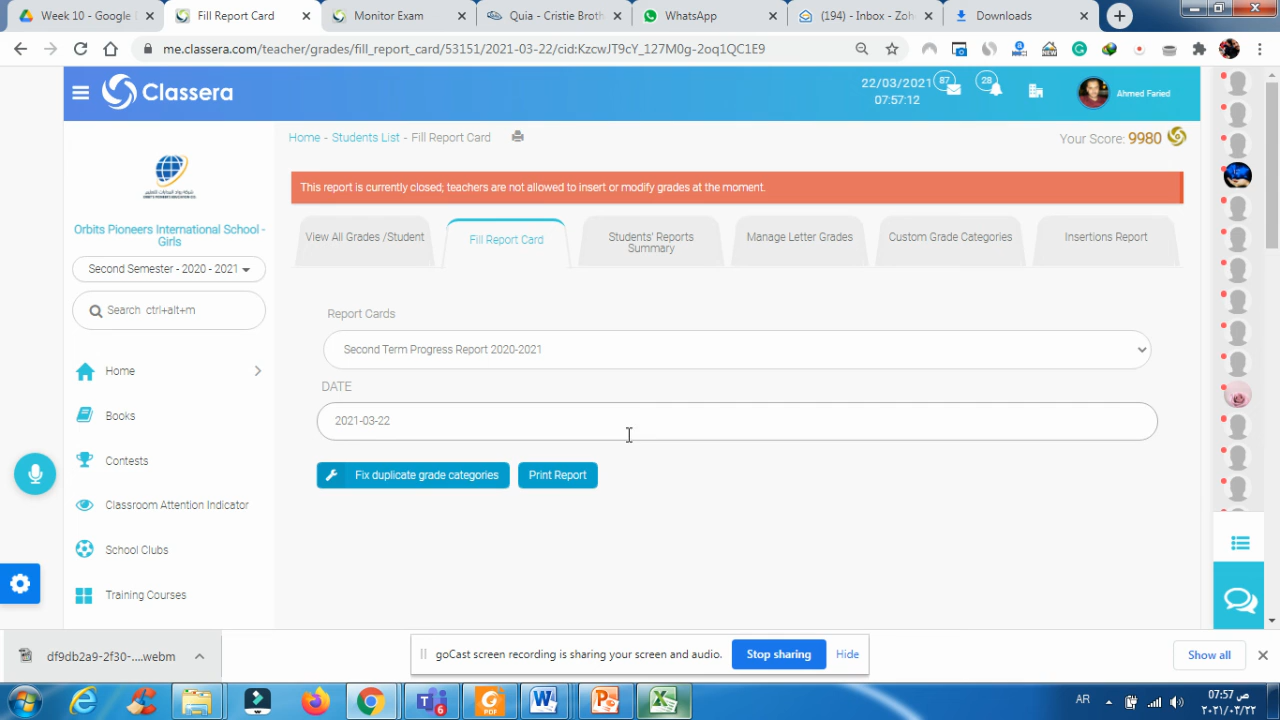 Week 10 - Google D
Fill Report Card
Monitor Exam
Quia - Cristie Broth
WhatsApp
(194) - Inbox - Zoh
Downloads
me.classera.com/teacher/grades/fill_report_card/53151/2021-03-22/cid:KzcwJT9cY_127M0g-2oq1QC1E9
Classera
22/03/2021
07:57:12
87
28
Ahmed Faried
Home - Students List - Fill Report Card
Your Score: 9980
This report is currently closed; teachers are not allowed to insert or modify grades at the moment.
View All Grades /Student
Fill Report Card
Students' Reports
Summary
Manage Letter Grades
Custom Grade Categories
Insertions Report
Orbits Pioneers International School -
Girls
Second Semester - 2020 - 2021
Search ctrl+alt+m
Home
Books
Contests
Classroom Attention Indicator
School Clubs
Training Courses
Report Cards
Second Term Progress Report 2020-2021
DATE
2021-03-22
Fix duplicate grade categories
Print Report
df9db2a9-2f30-....webm
goCast screen recording is sharing your screen and audio.
Stop sharing
Hide
Show all
6
PDF
AR
07:57 ص
٢٠٢١/٠٣/٢٢